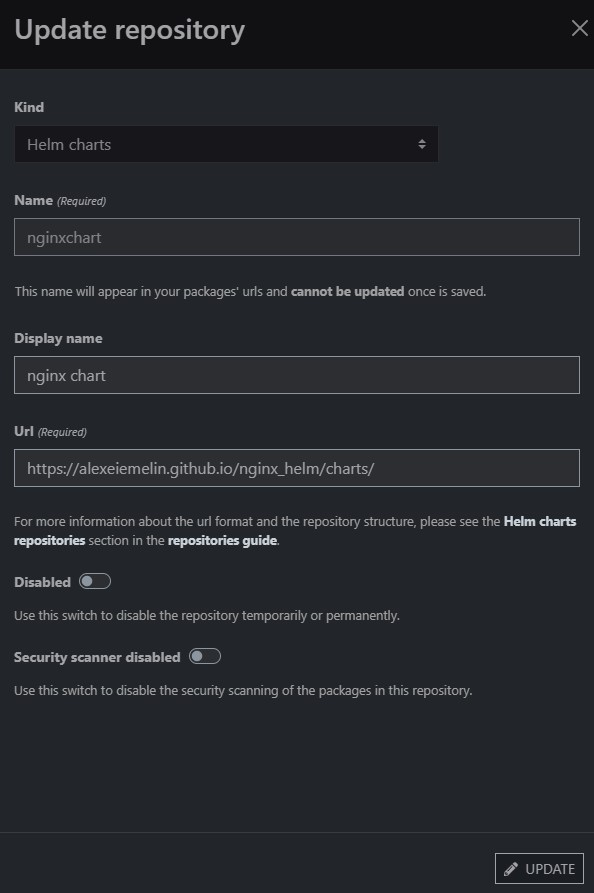 Update repository
Kind
Helm charts
Name (Required)
nginxchart
This name will appear in your packages' urls and cannot be updated once is saved.
Display name
nginx chart
Url (Required)
https://alexeiemelin.github.io/nginx_helm/charts/
For more information about the url format and the repository structure, please see the Helm charts
repositories section in the repositories guide.
Disabled
Use this switch to disable the repository temporarily or permanently.
Security scanner disabled
Use this switch to disable the security scanning of the packages in this repository.
UPDATE